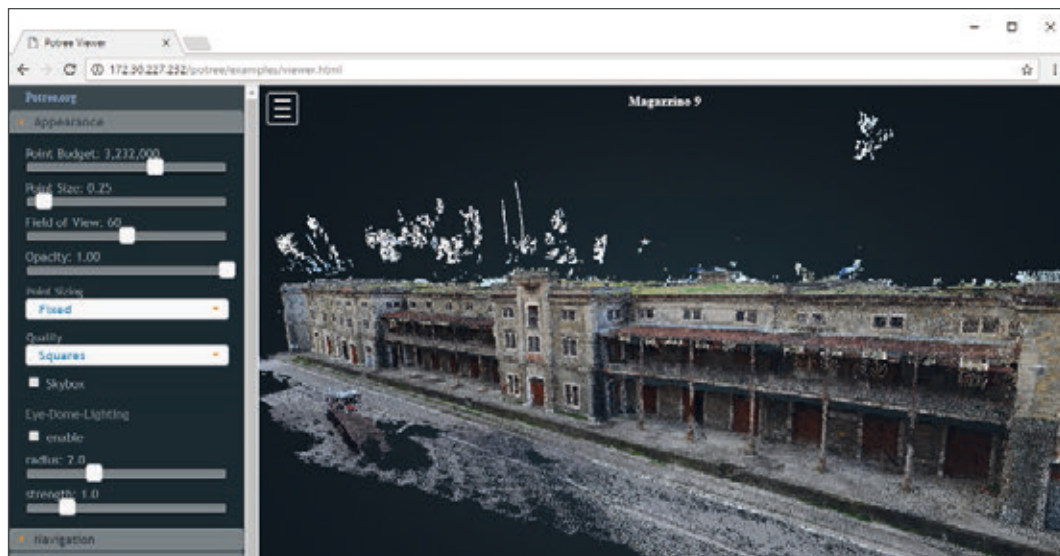 Potree Viewer
172.30.227.232/potree/examples/viewer.html
Potree.org
Magazzino 9
Appearance
Point Budget: 3,232,000
Point Size: 0.25
Field of View: 60
Opacity: 1.00
Point Sizing
Fixed
Quality
Squares
Skybox
Eye-Dome-Lighting
enable
radius: 2.0
strength: 1.0
Navigation